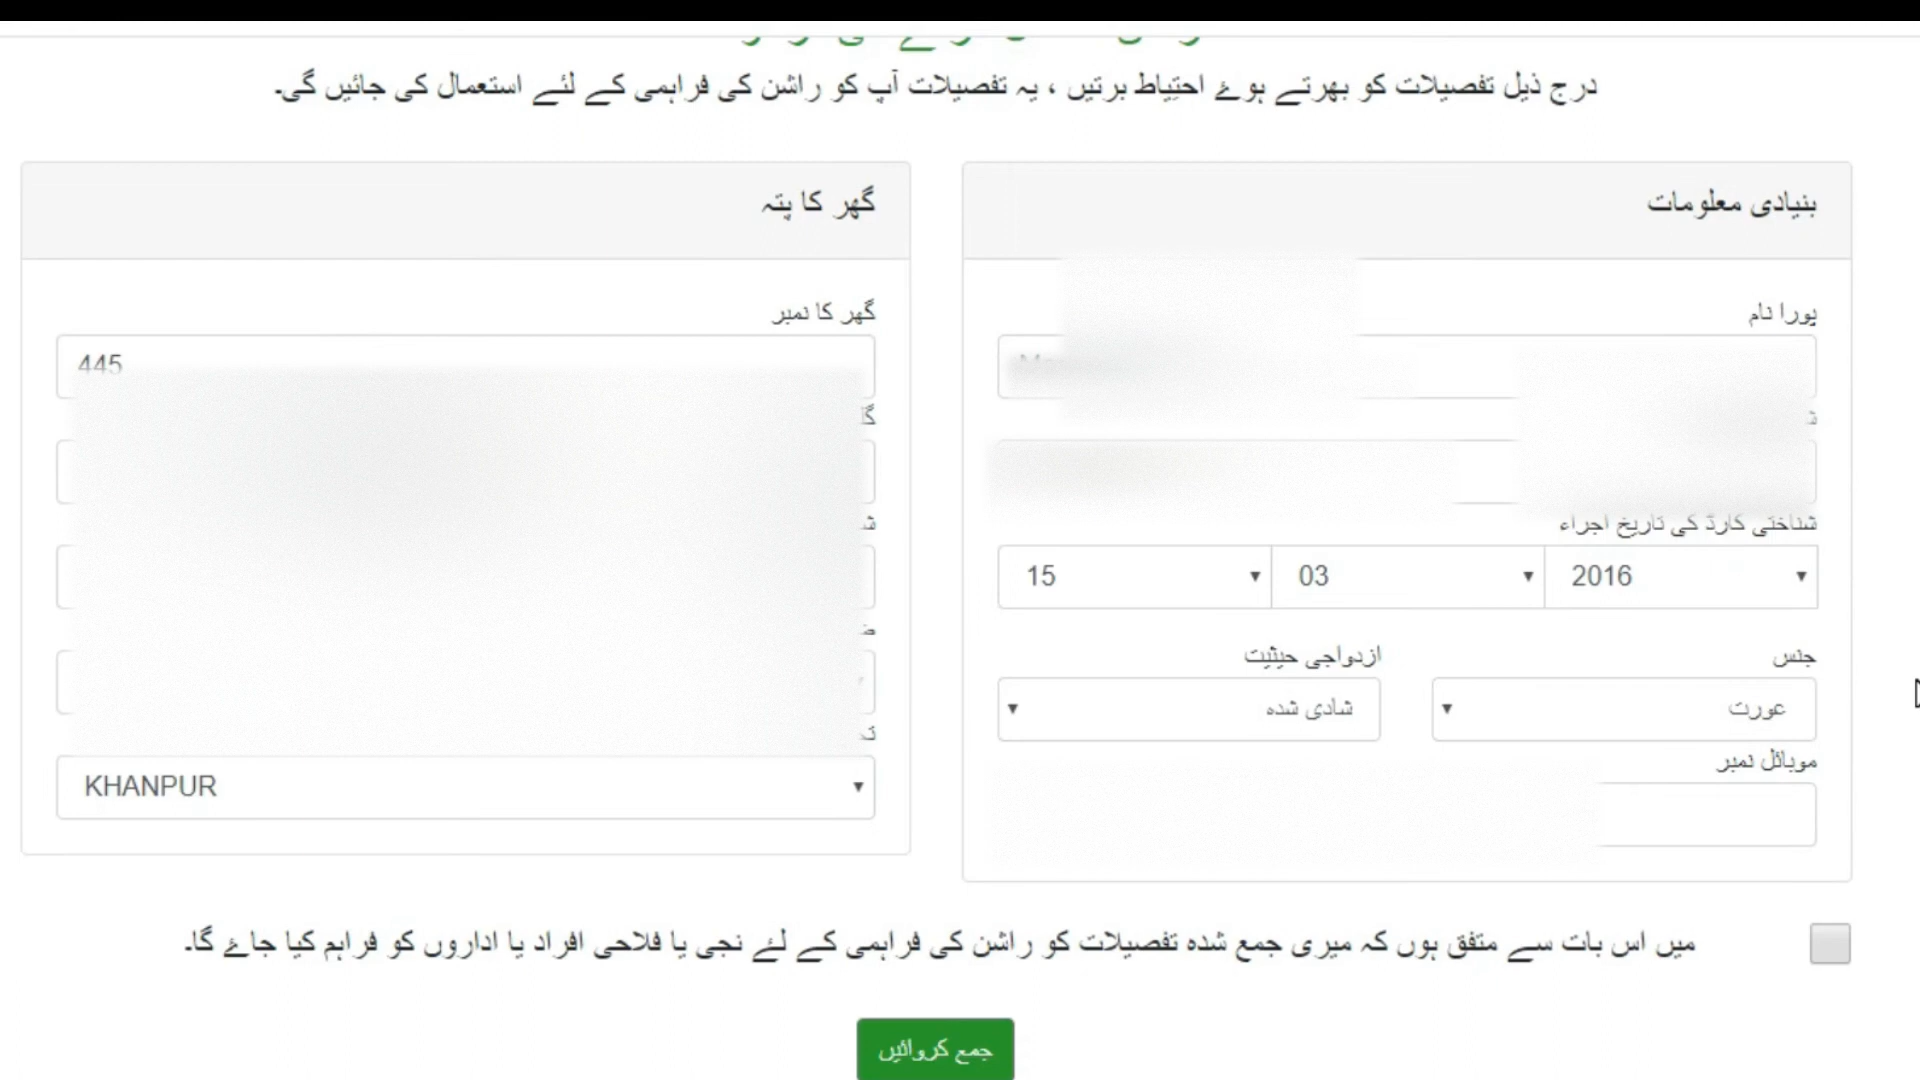 درج ذیل تفصیلات کو بھرتے ہوۓ احتیاط برتیں ، یہ تفصیلات آپ کو راشن کی فراہمی کے لئے استعمال کی جائیں گی۔
بنیادی معلومات
پورا نام
شناختی کارڈ کی تاریخ اجراء
15
03
2016
جنس
ازدواجی حیثیت
عورت
شادی شدہ
موبائل نمبر
گھر کا پتہ
گھر کا نمبر
445
KHANPUR
میں اس بات سے متفق ہوں کہ میری جمع شدہ تفصیلات کو راشن کی فراہمی کے لۓ نجی یا فلاحی افراد یا اداروں کو فراہم کیا جاۓ گا۔
جمع کروائیں